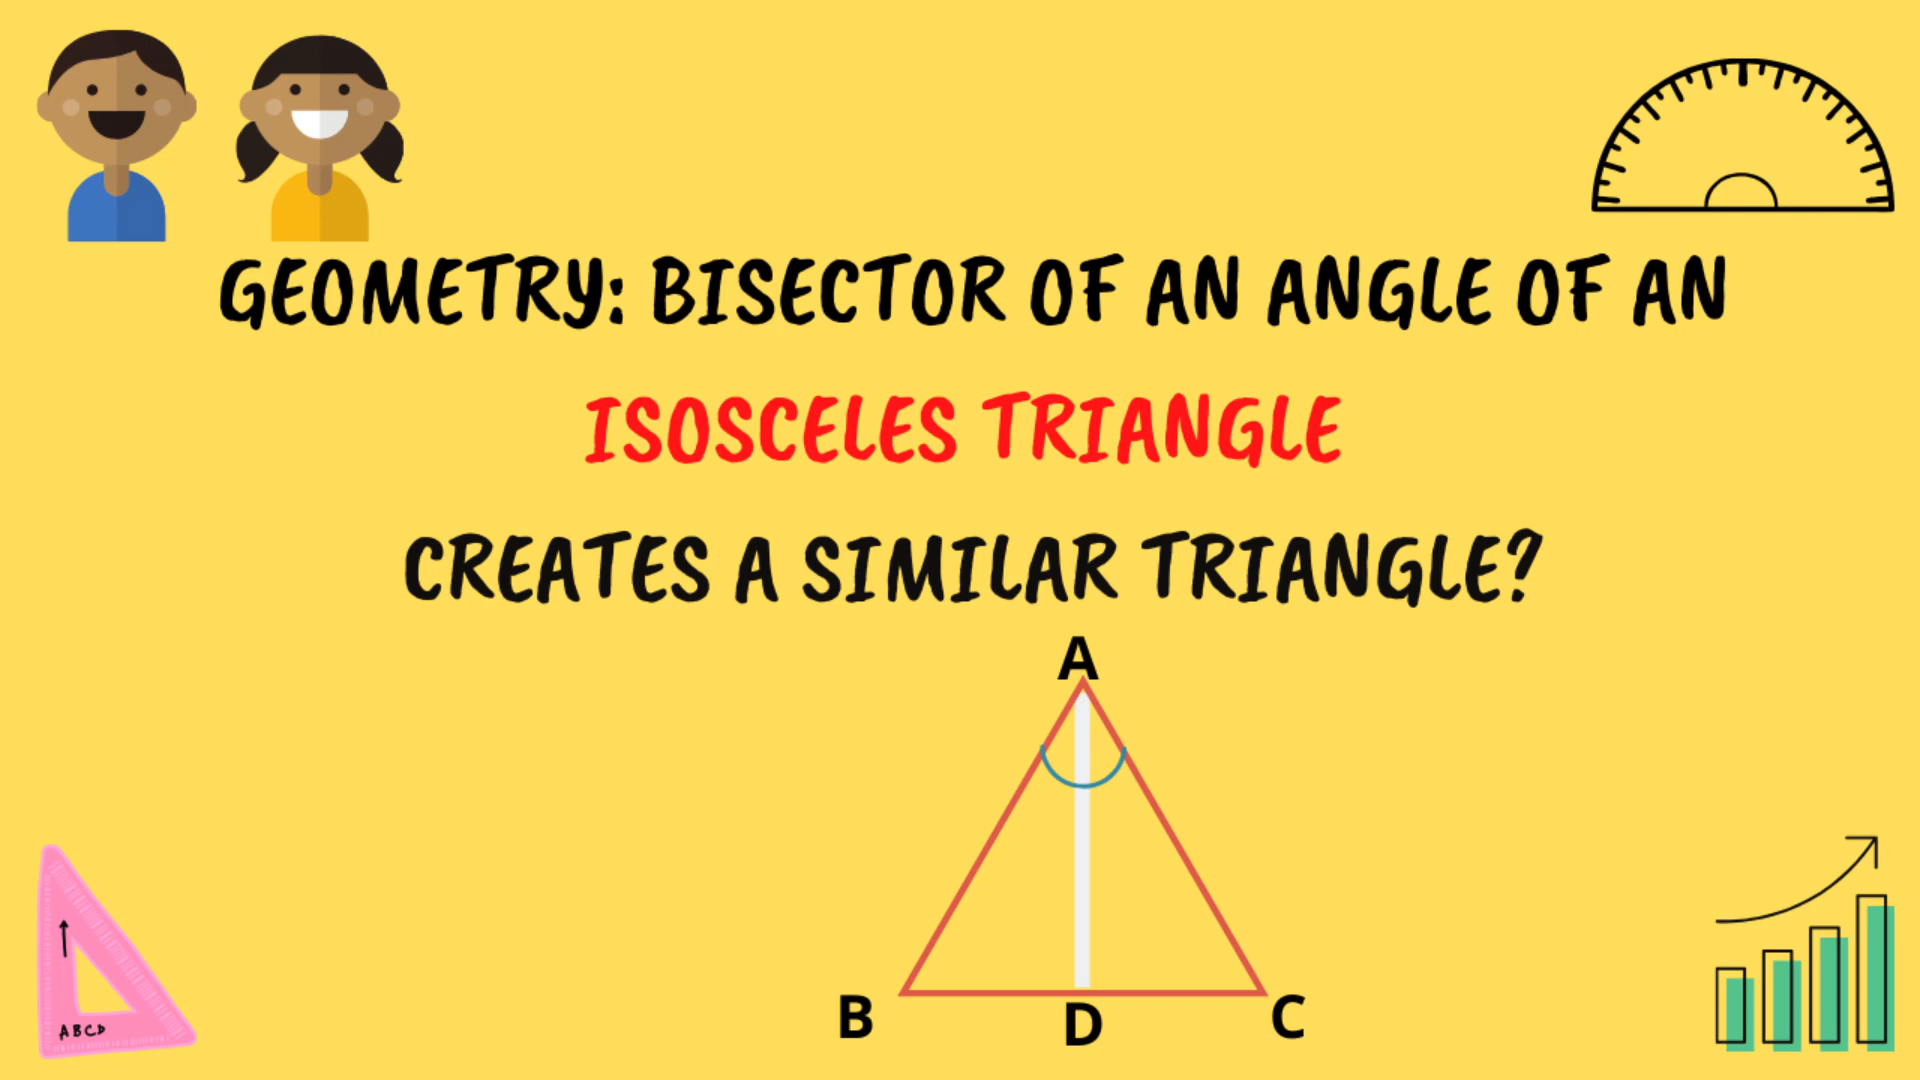 GEOMETRY: BISECTOR OF AN ANGLE OF AN
ISOSCELES TRIANGLE
CREATES A SIMILAR TRIANGLE?
A
B
D
C
ABCD